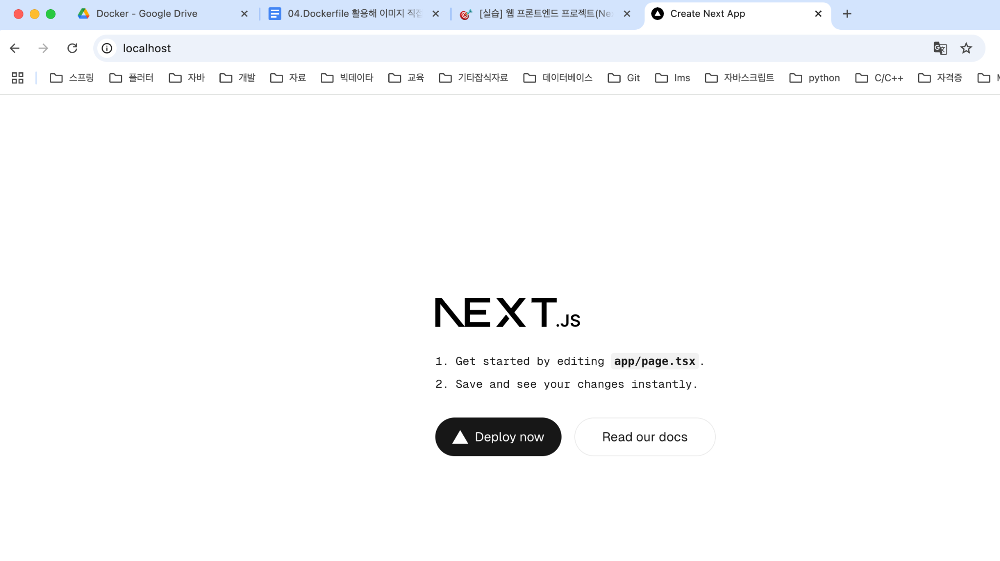 Docker - Google Drive
04.Dockerfile 활용해 이미지 직접
[실습] 웹 프론트엔드 프로젝트(Nex
Create Next App
localhost
스프링 플러터 자바 개발 자료 빅데이타 교육 기타잡식자료 데이터베이스 Git lms 자바스크립트 python C/C++ 자격증
NEXT.JS
1. Get started by editing app/page.tsx.
2. Save and see your changes instantly.
Deploy now
Read our docs